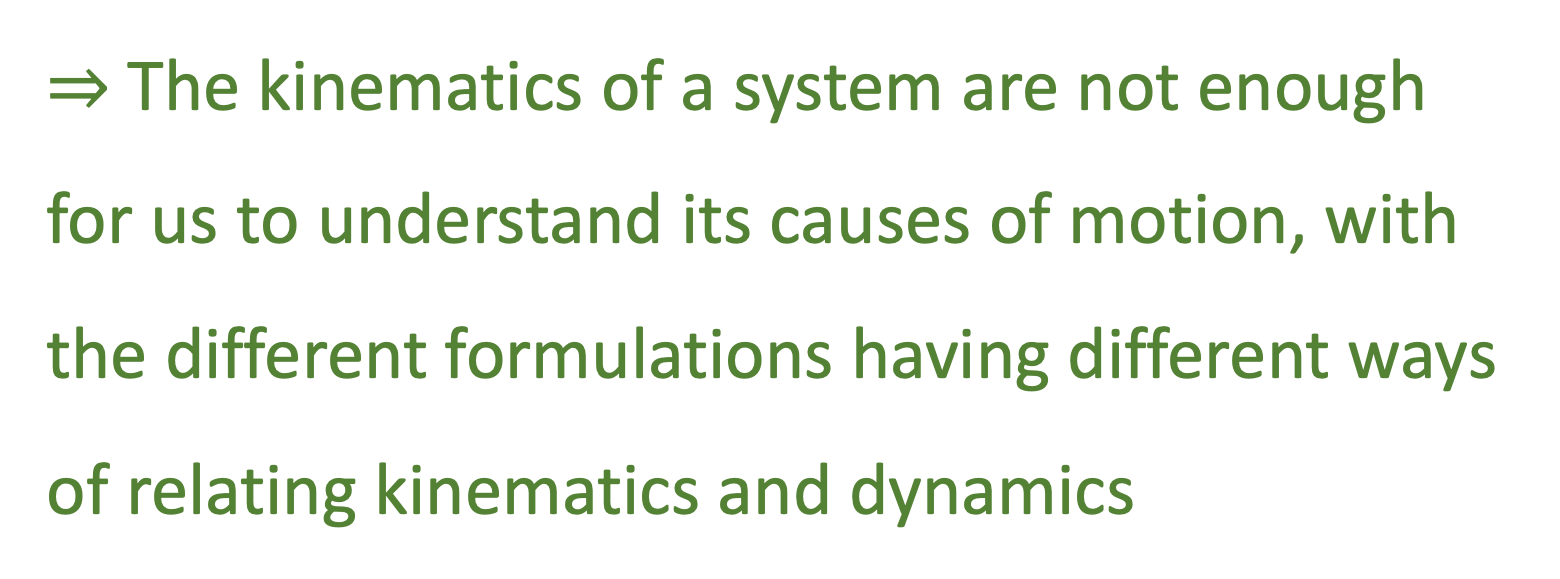 ⇒ The kinematics of a system are not enough
for us to understand its causes of motion, with
the different formulations having different ways
of relating kinematics and dynamics